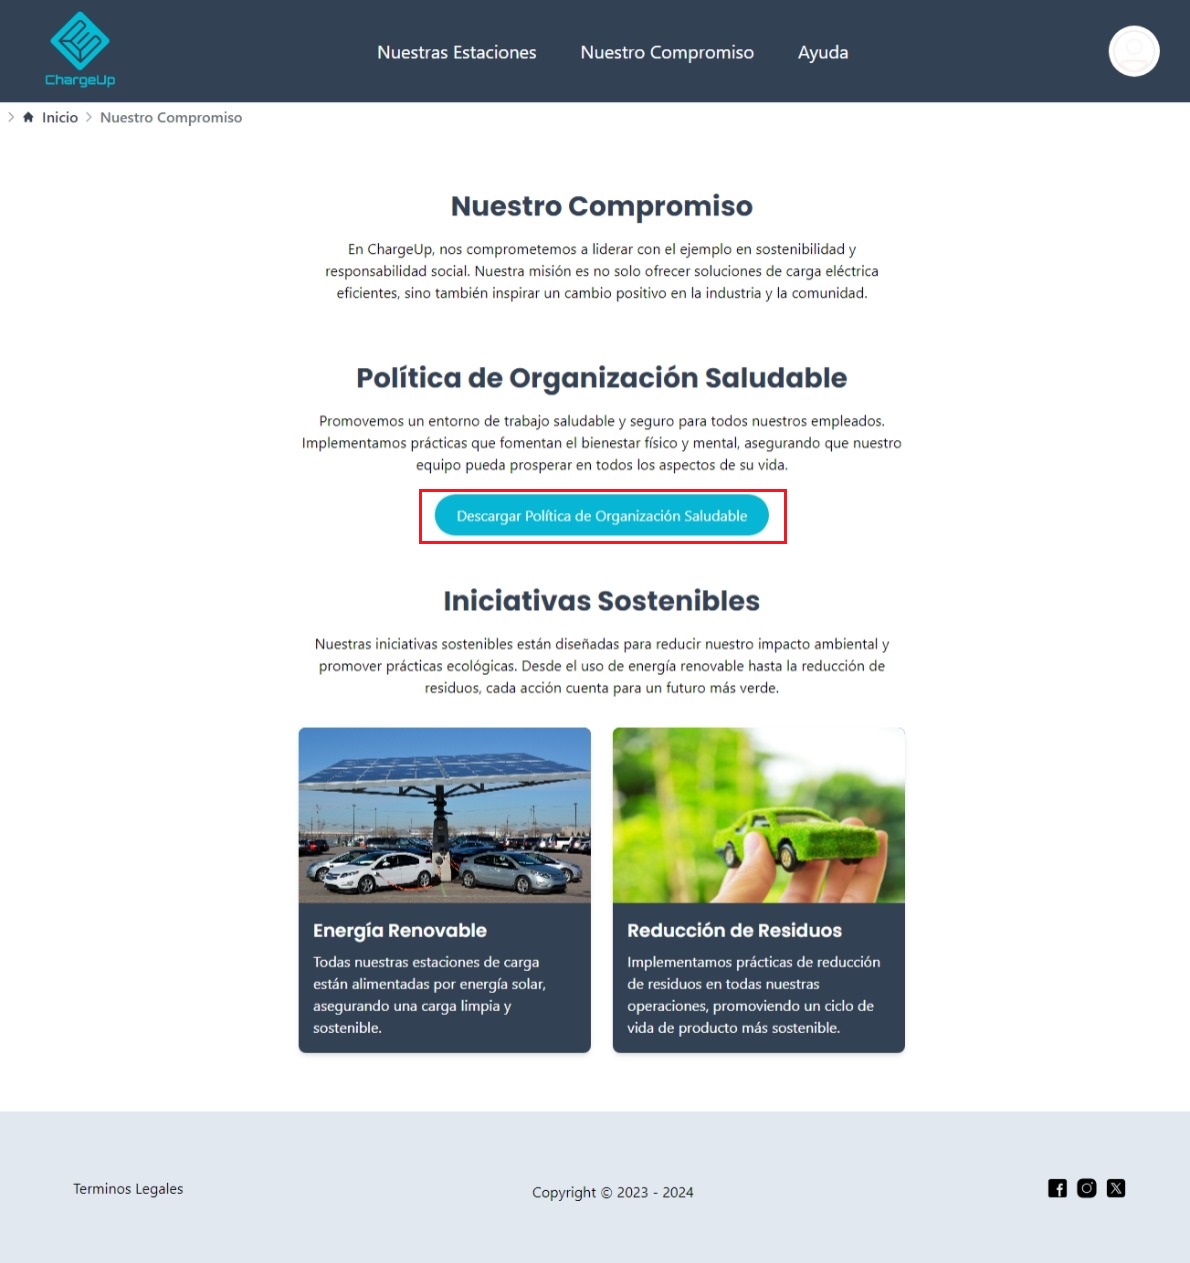 ChargeUp
Nuestras Estaciones
Nuestro Compromiso
Ayuda
Inicio
Nuestro Compromiso
Nuestro Compromiso
En ChargeUp, nos comprometemos a liderar con el ejemplo en sostenibilidad y
responsabilidad social. Nuestra misión es no solo ofrecer soluciones de carga eléctrica
eficientes, sino también inspirar un cambio positivo en la industria y la comunidad.
Política de Organización Saludable
Promovemos un entorno de trabajo saludable y seguro para todos nuestros empleados.
Implementamos prácticas que fomentan el bienestar físico y mental, asegurando que nuestro
equipo pueda prosperar en todos los aspectos de su vida.
Descargar Política de Organización Saludable
Iniciativas Sostenibles
Nuestras iniciativas sostenibles están diseñadas para reducir nuestro impacto ambiental y
promover prácticas ecológicas. Desde el uso de energía renovable hasta la reducción de
residuos, cada acción cuenta para un futuro más verde.
Energía Renovable
Todas nuestras estaciones de carga
están alimentadas por energía solar,
asegurando una carga limpia y
sostenible.
Reducción de Residuos
Implementamos prácticas de reducción
de residuos en todas nuestras
operaciones, promoviendo un ciclo de
vida de producto más sostenible.
Terminos Legales
Copyright © 2023 - 2024